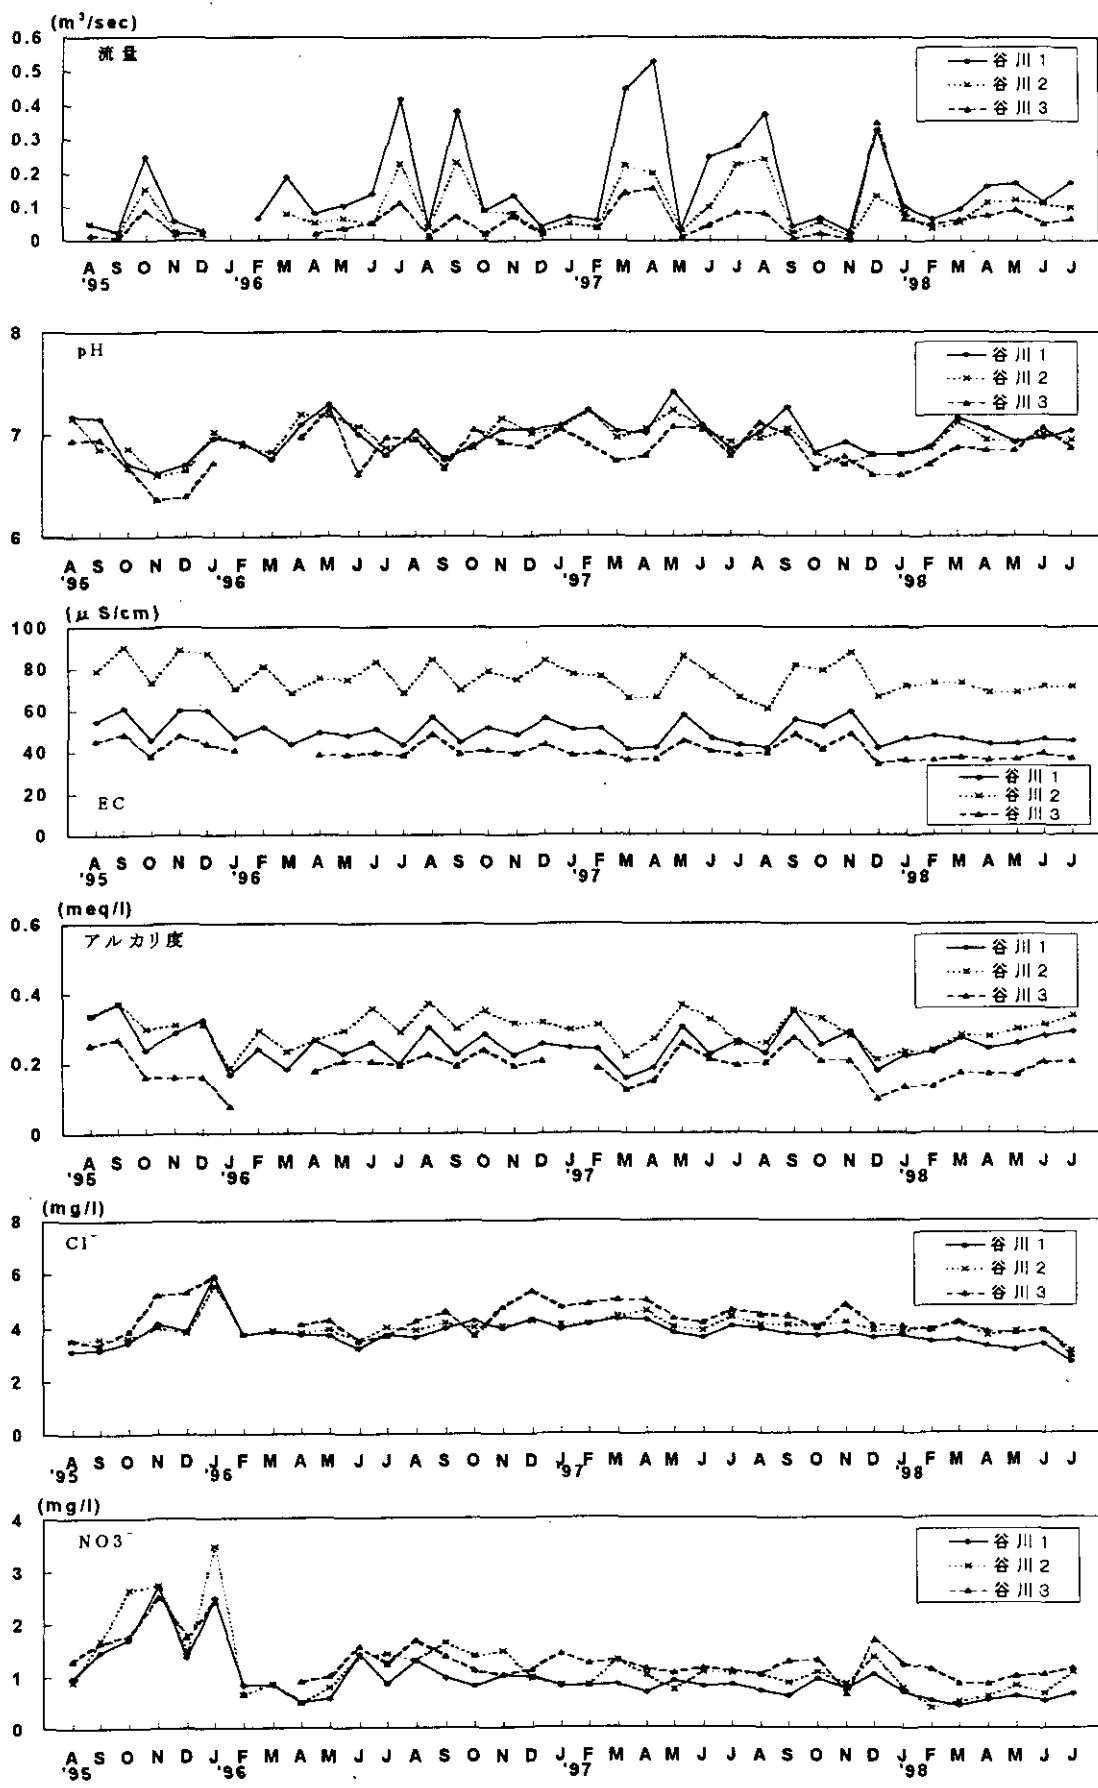 (m³/sec)
流量
0.6
0.5
0.4
0.3
0.2
0.1
0
谷川1
谷川2
谷川3
A S O N D J F M A M J J A S O N D J F M A M J J A S O N D J F M A M J J
'95 '96 '97 '98
pH
8
7
6
谷川1
谷川2
谷川3
A S O N D J F M A M J J A S O N D J F M A M J J A S O N D J F M A M J J
'95 '96 '97 '98
(μS/cm)
100
80
60
40
20
0
EC
谷川1
谷川2
谷川3
A S O N D J F M A M J J A S O N D J F M A M J J A S O N D J F M A M J J
'95 '96 '97 '98
(meq/l)
アルカリ度
0.6
0.4
0.2
0
谷川1
谷川2
谷川3
A S O N D J F M A M J J A S O N D J F M A M J J A S O N D J F M A M J J
'95 '96 '97 '98
(mg/l)
Cl⁻
8
6
4
2
0
谷川1
谷川2
谷川3
A S O N D J F M A M J J A S O N D J F M A M J J A S O N D J F M A M J J
'95 '96 '97 '98
(mg/l)
NO3⁻
4
3
2
1
0
谷川1
谷川2
谷川3
A S O N D J F M A M J J A S O N D J F M A M J J A S O N D J F M A M J J
'95 '96 '97 '98